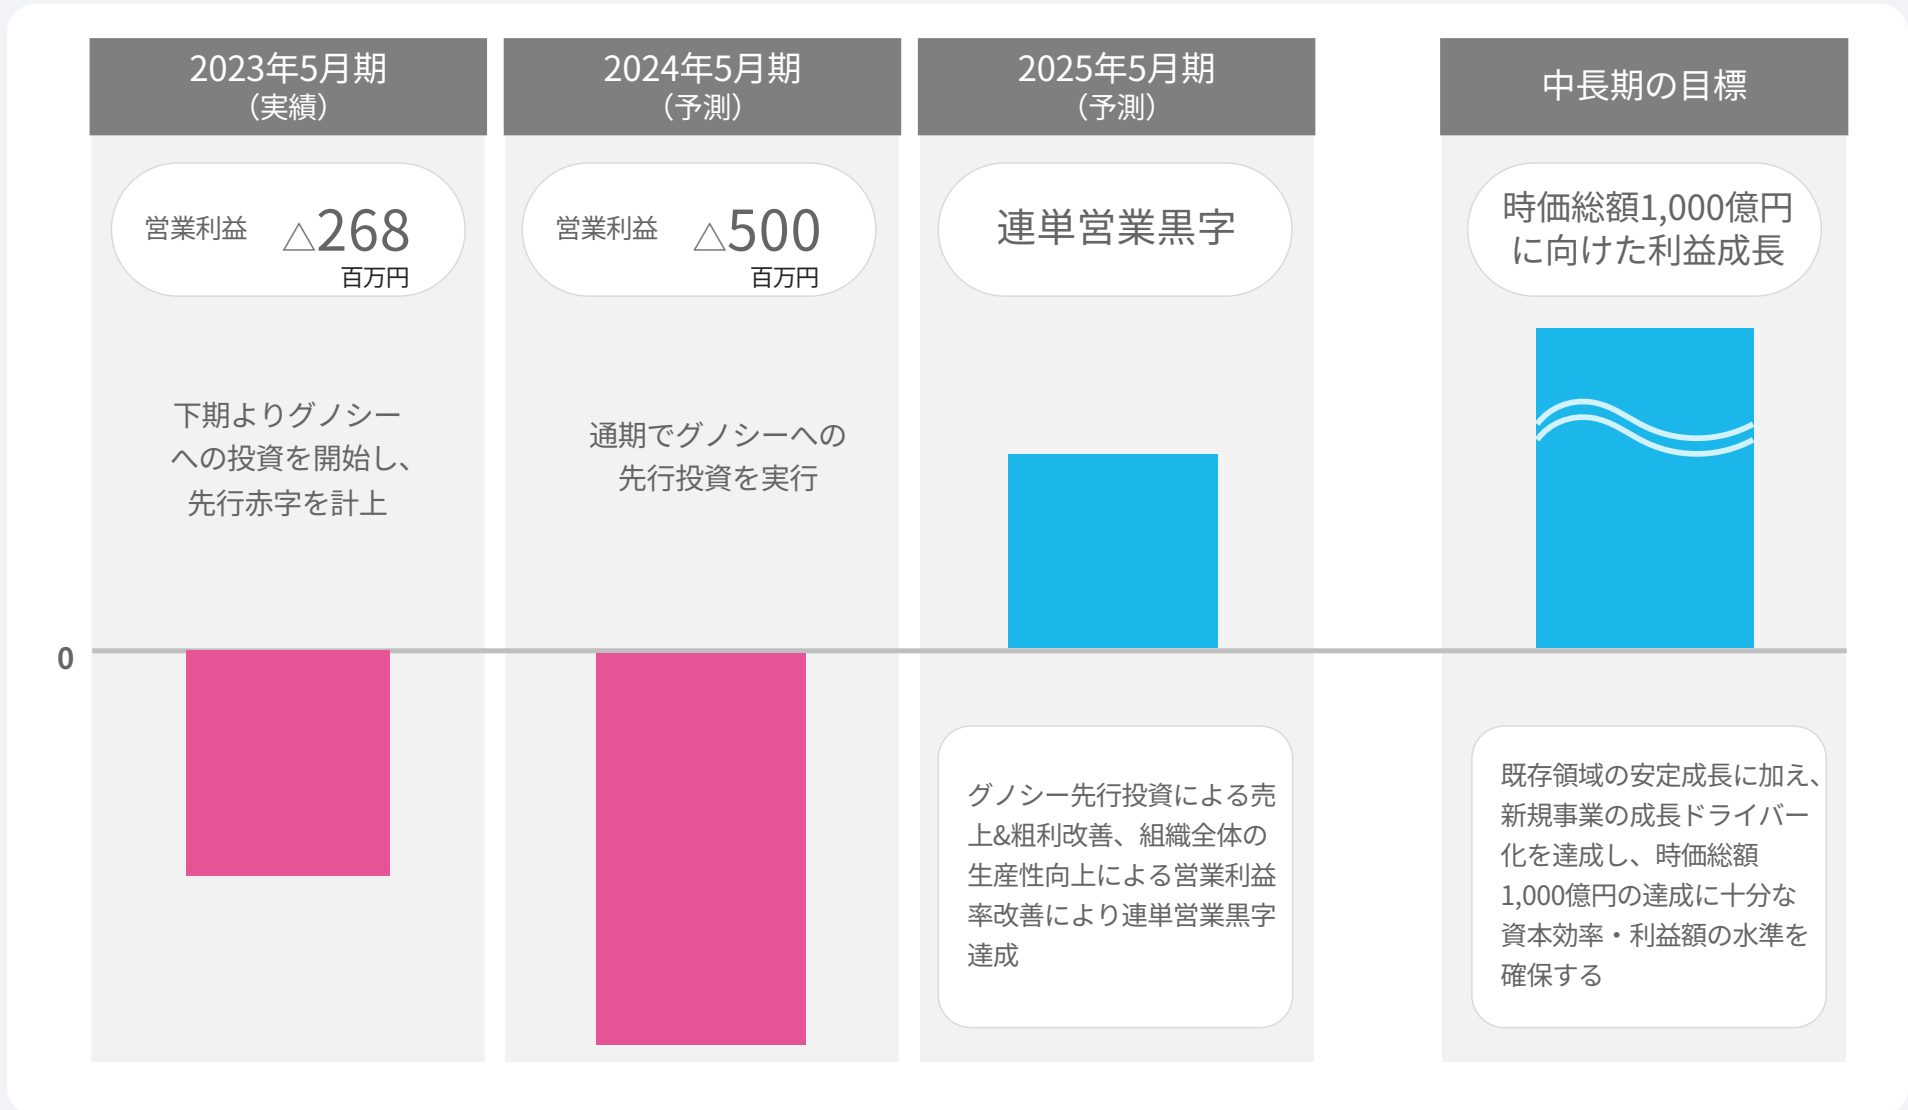 2023年5月期
（実績）
営業利益 △268
百万円
下期よりグノシー
への投資を開始し、
先行赤字を計上
2024年5月期
（予測）
営業利益 △500
百万円
通期でグノシーへの
先行投資を実行
2025年5月期
（予測）
連単営業黒字
グノシー先行投資による売
上&粗利改善、組織全体の
生産性向上による営業利益
率改善により連単営業黒字
達成
中長期の目標
時価総額1,000億円
に向けた利益成長
既存領域の安定成長に加え、
新規事業の成長ドライバー
化を達成し、時価総額
1,000億円の達成に十分な
資本効率・利益額の水準を
確保する
0